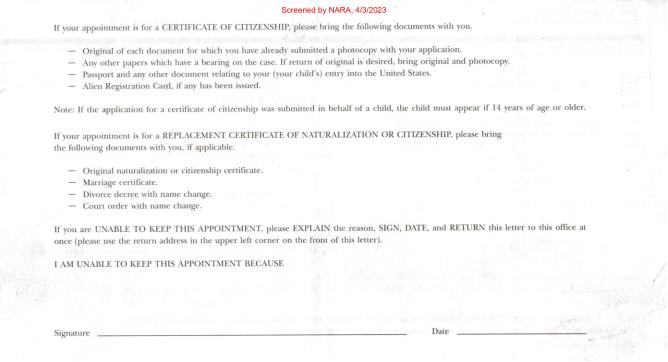 Screened by NARA, 4/3/2023
If your appointment is for a CERTIFICATE OF CITIZENSHIP, please bring the following documents with you.
— Original of each document for which you have already submitted a photocopy with your application.
— Any other papers which have a bearing on the case. If return of original is desired, bring original and photocopy.
— Passport and any other document relating to your (your child's) entry into the United States.
— Alien Registration Card, if any has been issued.
Note: If the application for a certificate of citizenship was submitted in behalf of a child, the child must appear if 14 years of age or older.
If your appointment is for a REPLACEMENT CERTIFICATE OF NATURALIZATION OR CITIZENSHIP, please bring
the following documents with you, if applicable.
— Original naturalization or citizenship certificate.
— Marriage certificate.
— Divorce decree with name change.
— Court order with name change.
If you are UNABLE TO KEEP THIS APPOINTMENT, please EXPLAIN the reason, SIGN, DATE, and RETURN this letter to this office at
once (please use the return address in the upper left corner on the front of this letter).
I AM UNABLE TO KEEP THIS APPOINTMENT BECAUSE
Signature Date